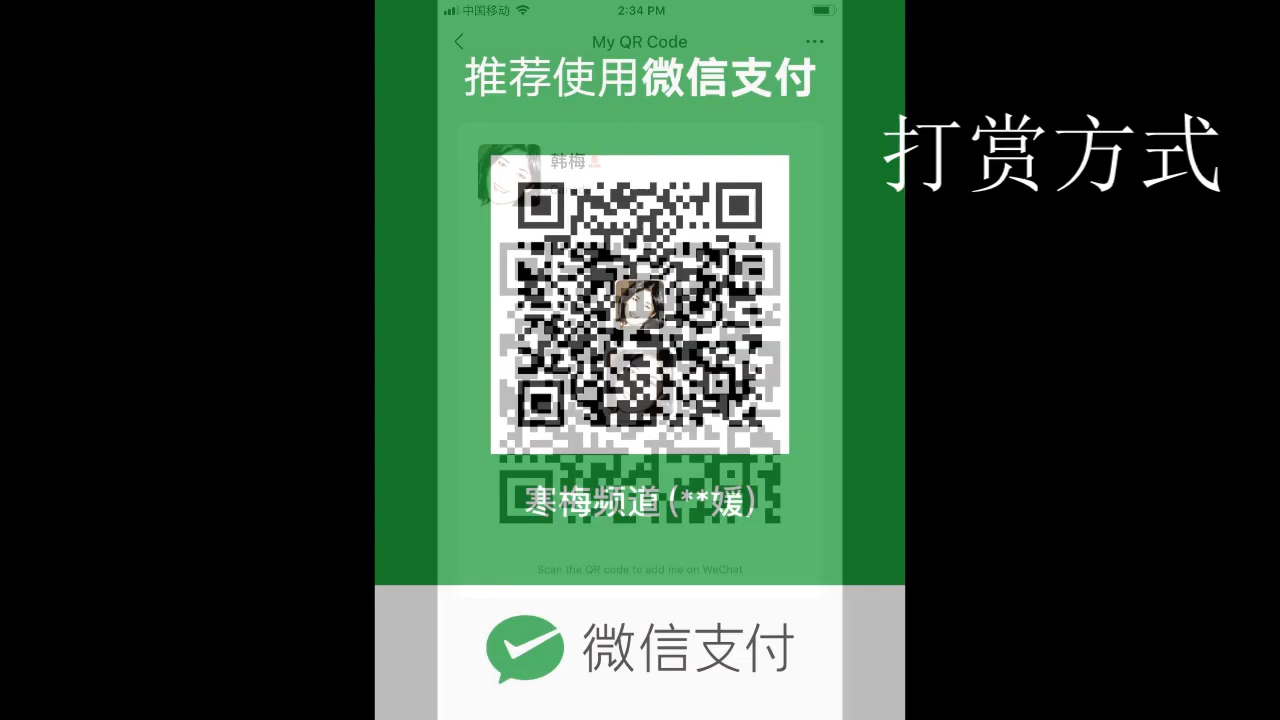 中国移动
2:34 PM
My QR Code
推荐使用微信支付
打赏方式
韩梅
寒梅频道 (**媛)
Scan the QR code to add me on WeChat
微信支付